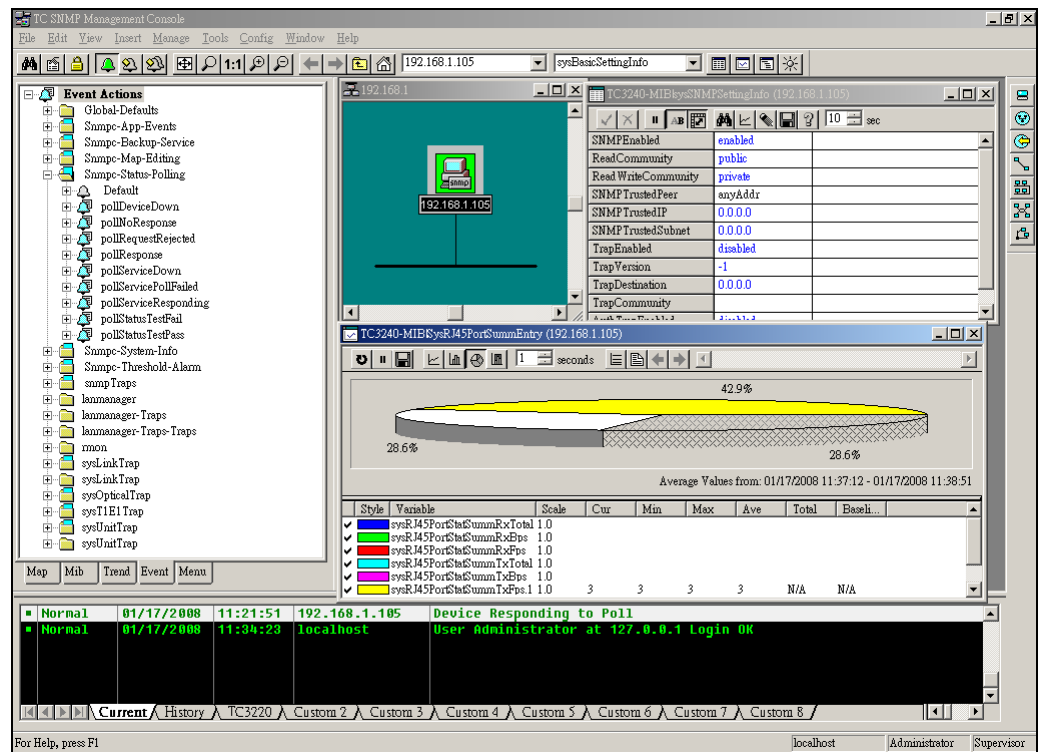 TC SNMP Management Console
File Edit View Insert Manage Tools Config Window Help
1:1 192.168.1.105 sysBasicSettingInfo
Event Actions
Global-Defaults
Snmpc-App-Events
Snmpc-Backup-Service
Snmpc-Map-Editing
Snmpc-Status-Polling
Default
pollDeviceDown
pollNoResponse
pollRequestRejected
pollResponse
pollServiceDown
pollServicePollFailed
pollServiceResponding
pollStatusTestFail
pollStatusTestPass
Snmpc-System-Info
Snmpc-Threshold-Alarm
snmpTraps
lanmanager
lanmanager-Traps
lanmanager-Traps-Traps
rmon
sysLinkTrap
sysLinkTrap
sysOpticalTrap
sysT1E1Trap
sysUnitTrap
sysUnitTrap
Map Mib Trend Event Menu
192.168.1
snmp
192.168.1.105
TC3240-MIB\sysSNMPSettingInfo (192.168.1.105)
AB 10 sec
SNMPEnabled enabled
ReadCommunity public
ReadWriteCommunity private
SNMPTrustedPeer anyAddr
SNMPTrustedIP 0.0.0.0
SNMPTrustedSubnet 0.0.0.0
TrapEnabled disabled
TrapVersion -1
TrapDestination 0.0.0.0
TrapCommunity
AuthTrapEnabled disabled
TC3240-MIB\SysRJ45PortSummEntry (192.168.1.105)
1 seconds
42.9%
28.6%
28.6%
Average Values from: 01/17/2008 11:37:12 - 01/17/2008 11:38:51
Style Variable Scale Cur Min Max Ave Total Baseli...
sysRJ45PortStatSummRxTotal 1.0
sysRJ45PortStatSummRxBps 1.0
sysRJ45PortStatSummRxFps 1.0
sysRJ45PortStatSummTxTotal 1.0
sysRJ45PortStatSummTxBps 1.0
sysRJ45PortStatSummTxFps.1 1.0 3 3 3 3 N/A N/A
Normal 01/17/2008 11:21:51 192.168.1.105 Device Responding to Poll
Normal 01/17/2008 11:34:23 localhost User Administrator at 127.0.0.1 Login OK
Current History TC3220 Custom 2 Custom 3 Custom 4 Custom 5 Custom 6 Custom 7 Custom 8
For Help, press F1 localhost Administrator Supervisor